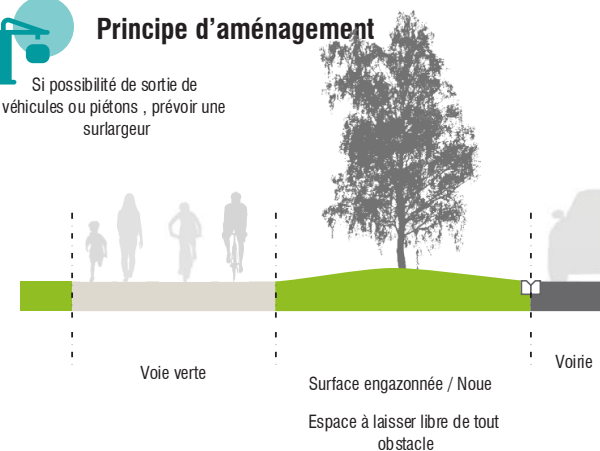 Principe d'aménagement
Si possibilité de sortie de
véhicules ou piétons , prévoir une
surlargeur
Voie verte
Surface engazonnée / Noue
Voirie
Espace à laisser libre de tout
obstacle